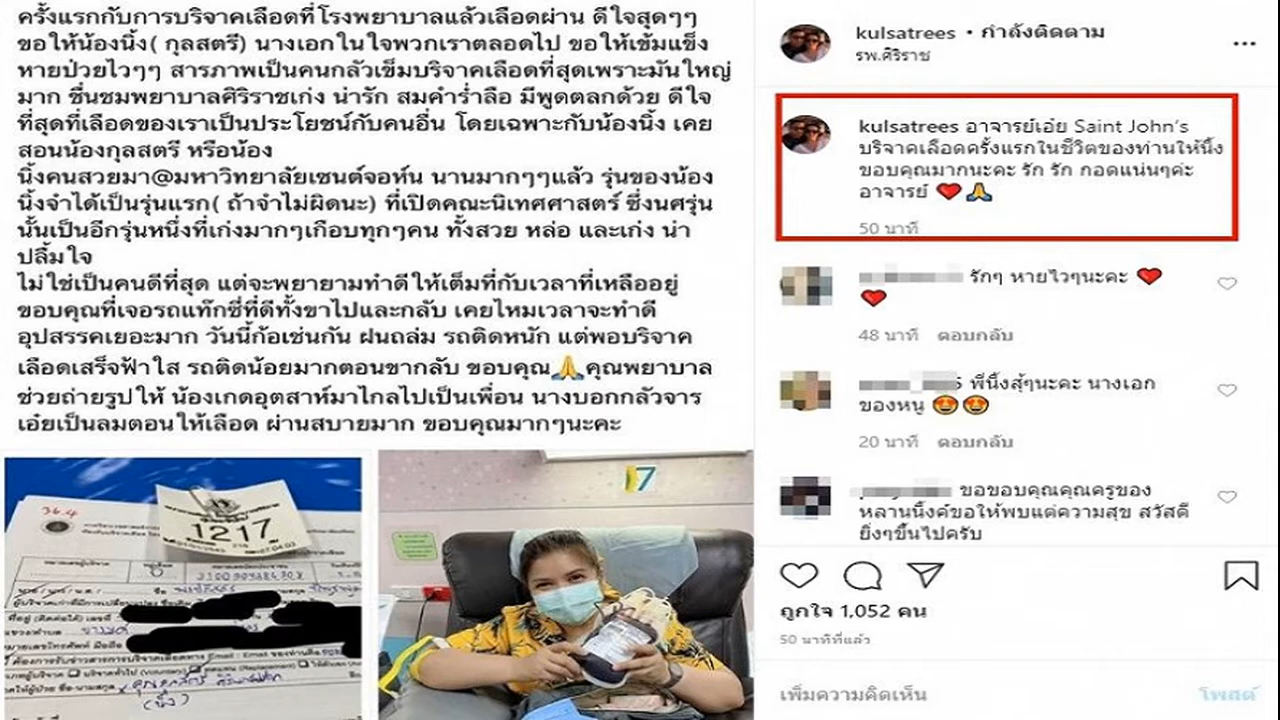 ครั้งแรกกับการบริจาคเลือดที่โรงพยาบาลแล้วเลือดผ่าน ดีใจสุดๆๆ
ขอให้น้องนิ้ง( กุลสตรี) นางเอกในใจพวกเราตลอดไป ขอให้เข้มแข็ง
หายป่วยไวๆๆ สารภาพเป็นคนกลัวเข็มบริจาคเลือดที่สุดเพราะมันใหญ่
มาก ชื่นชมพยาบาลศิริราชเก่ง น่ารัก สมคำร่ำลือ มีพูดตลกด้วย ดีใจ
ที่สุดที่เลือดของเราเป็นประโยชน์กับคนอื่น โดยเฉพาะกับน้องนิ้ง เคย
สอนน้องกุลสตรี หรือน้อง
นิ้งคนสวยมา@มหาวิทยาลัยเซนต์จอห์น นานมากๆๆแล้ว รุ่นของน้อง
นิ้งจำได้เป็นรุ่นแรก( ถ้าจำไม่ผิดนะ) ที่เปิดคณะนิเทศศาสตร์ ซึ่งนศรุ่น
นั้นเป็นอีกรุ่นหนึ่งที่เก่งมากๆเกือบทุกๆคน ทั้งสวย หล่อ และเก่ง น่า
ปลื้มใจ
ไม่ใช่เป็นคนดีที่สุด แต่จะพยายามทำดีให้เต็มที่กับเวลาที่เหลืออยู่
ขอบคุณที่เจอรถแท๊กซี่ที่ดีทั้งขาไปและกลับ เคยไหมเวลาจะทำดี
อุปสรรคเยอะมาก วันนี้ก้อเช่นกัน ฝนถล่ม รถติดหนัก แต่พอบริจาค
เลือดเสร็จฟ้าใส รถติดน้อยมากตอนขากลับ ขอบคุณ🙏คุณพยาบาล
ช่วยถ่ายรูปให้ น้องเกดอุตสาห์มาไกลไปเป็นเพื่อน นางบอกกลัวจาร
เอ๋ยเป็นลมตอนให้เลือด ผ่านสบายมาก ขอบคุณมากๆนะคะ
36.4
1217
17
kulsatrees • กำลังติดตาม
รพ.ศิริราช
kulsatrees อาจารย์เอ๋ย Saint John's
บริจาคเลือดครั้งแรกในชีวิตของท่านให้นิ้ง
ขอบคุณมากนะคะ รัก รัก กอดแน่นๆค่ะ
อาจารย์ ❤️🙏
50 นาที
รักๆ หายไวๆนะคะ ❤️
❤️
48 นาที ตอบกลับ
พี่นิ้งสุ้ๆนะคะ นางเอก
ของหนู 🤩🤩
20 นาที ตอบกลับ
ขอขอบคุณคุณครูของ
หลานนิ้งค์ขอให้พบแต่ความสุข สวัสดี
ยิ่งๆขึ้นไปครับ
ถูกใจ 1,052 คน
50 นาทีที่แล้ว
เพิ่มความคิดเห็น
โพสต์